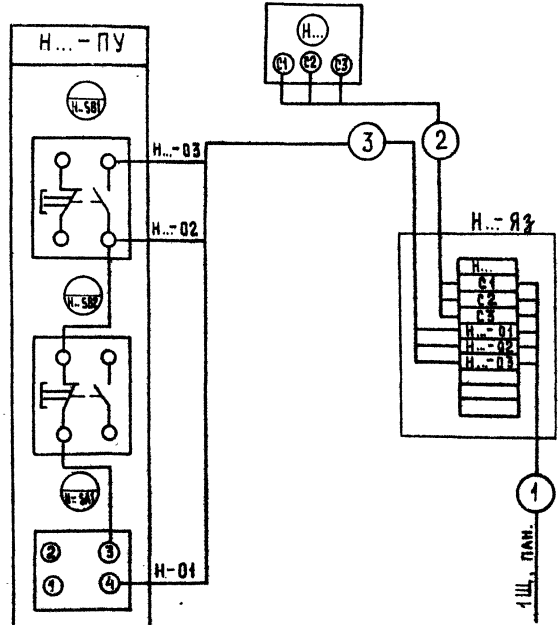 Н...-ПУ
Н...
С1 С2 С3
Н-SB1
Н...-03
3
2
Н...-02
Н...-ЯЗ
Н-SB2
Н...
С1
С2
С3
Н...-01
Н...-02
Н...-03
Н-SA1
1
2 3
1 4
Н-01
1Щ, ПАН.